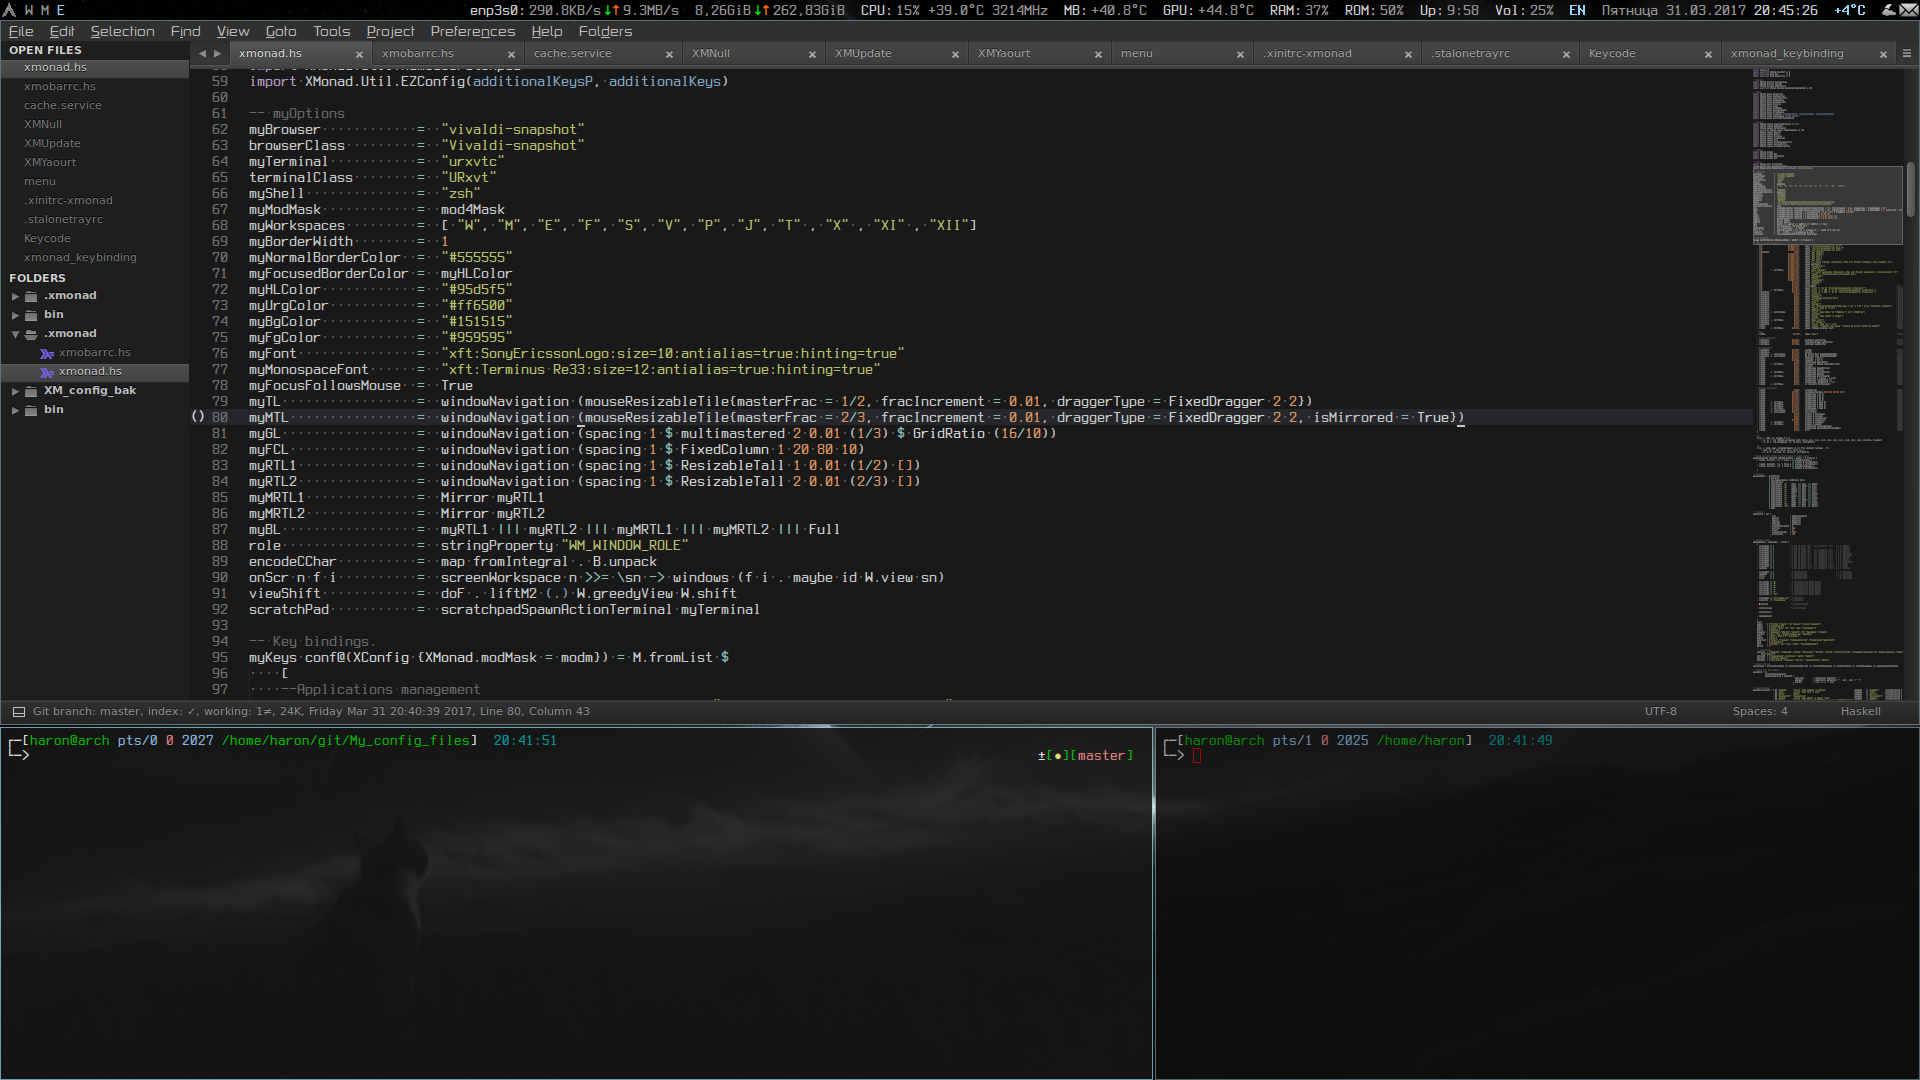 W M E
enp3s0: 290.8KB/s↓↑ 9.3MB/s 8,26GiB↓↑ 262,83GiB CPU: 15% +39.0°C 3214MHz MB: +40.8°C GPU: +44.8°C RAM: 37% ROM: 50% Up: 9:58 Vol: 25% EN Пятница 31.03.2017 20:45:26 +4°C
File Edit Selection Find View Goto Tools Project Preferences Help Folders
OPEN FILES
xmonad.hs
xmobarrc.hs
cache.service
XMNull
XMUpdate
XMYaourt
menu
.xinitrc-xmonad
.stalonetrayrc
Keycode
xmonad_keybinding
FOLDERS
.xmonad
bin
.xmonad
xmobarrc.hs
xmonad.hs
XM_config_bak
bin
xmonad.hs xmobarrc.hs cache.service XMNull XMUpdate XMYaourt menu .xinitrc-xmonad .stalonetrayrc Keycode xmonad_keybinding
59 import XMonad.Util.EZConfig(additionalKeysP, additionalKeys)
60
61 -- myOptions
62 myBrowser = "vivaldi-snapshot"
63 browserClass = "Vivaldi-snapshot"
64 myTerminal = "urxvtc"
65 terminalClass = "URxvt"
66 myShell = "zsh"
67 myModMask = mod4Mask
68 myWorkspaces = [ "W", "M", "E", "F", "S", "V", "P", "J", "T" , "X" , "XI" , "XII"]
69 myBorderWidth = 1
70 myNormalBorderColor = "#555555"
71 myFocusedBorderColor = myHLColor
72 myHLColor = "#95d5f5"
73 myUrgColor = "#ff6500"
74 myBgColor = "#151515"
75 myFgColor = "#959595"
76 myFont = "xft:SonyEricssonLogo:size=10:antialias=true:hinting=true"
77 myMonospaceFont = "xft:Terminus Re33:size=12:antialias=true:hinting=true"
78 myFocusFollowsMouse = True
79 myTL = windowNavigation (mouseResizableTile{masterFrac = 1/2, fracIncrement = 0.01, draggerType = FixedDragger 2 2})
80 myMTL = windowNavigation (mouseResizableTile{masterFrac = 2/3, fracIncrement = 0.01, draggerType = FixedDragger 2 2, isMirrored = True})
81 myGL = windowNavigation (spacing 1 $ multimastered 2 0.01 (1/3) $ GridRatio (16/10))
82 myFCL = windowNavigation (spacing 1 $ FixedColumn 1 20 80 10)
83 myRTL1 = windowNavigation (spacing 1 $ ResizableTall 1 0.01 (1/2) [])
84 myRTL2 = windowNavigation (spacing 1 $ ResizableTall 2 0.01 (2/3) [])
85 myMRTL1 = Mirror myRTL1
86 myMRTL2 = Mirror myRTL2
87 myBL = myRTL1 ||| myRTL2 ||| myMRTL1 ||| myMRTL2 ||| Full
88 role = stringProperty "WM_WINDOW_ROLE"
89 encodeCChar = map fromIntegral . B.unpack
90 onScr n f i = screenWorkspace n >>= \sn -> windows (f i . maybe id W.view sn)
91 viewShift = doF . liftM2 (.) W.greedyView W.shift
92 scratchPad = scratchpadSpawnActionTerminal myTerminal
93
94 -- Key bindings.
95 myKeys conf@(XConfig {XMonad.modMask = modm}) = M.fromList $
96 [
97 --Applications management
Git branch: master, index: ✓, working: 1≠, 24K, Friday Mar 31 20:40:39 2017, Line 80, Column 43 UTF-8 Spaces: 4 Haskell
┌─[haron@arch pts/0 0 2027 /home/haron/git/My_config_files] 20:41:51
└─> ±[●][master]
┌─[haron@arch pts/1 0 2025 /home/haron] 20:41:49
└─>